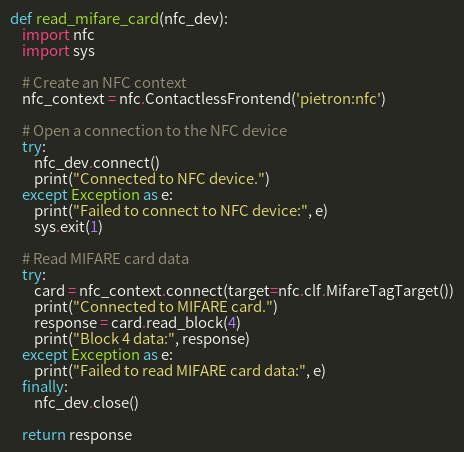 def read_mifare_card(nfc_dev):
    import nfc
    import sys

    # Create an NFC context
    nfc_context = nfc.ContactlessFrontend('pietron:nfc')

    # Open a connection to the NFC device
    try:
        nfc_dev.connect()
        print("Connected to NFC device.")
    except Exception as e:
        print("Failed to connect to NFC device:", e)
        sys.exit(1)

    # Read MIFARE card data
    try:
        card = nfc_context.connect(target=nfc.clf.MifareTagTarget())
        print("Connected to MIFARE card.")
        response = card.read_block(4)
        print("Block 4 data:", response)
    except Exception as e:
        print("Failed to read MIFARE card data:", e)
    finally:
        nfc_dev.close()

    return response